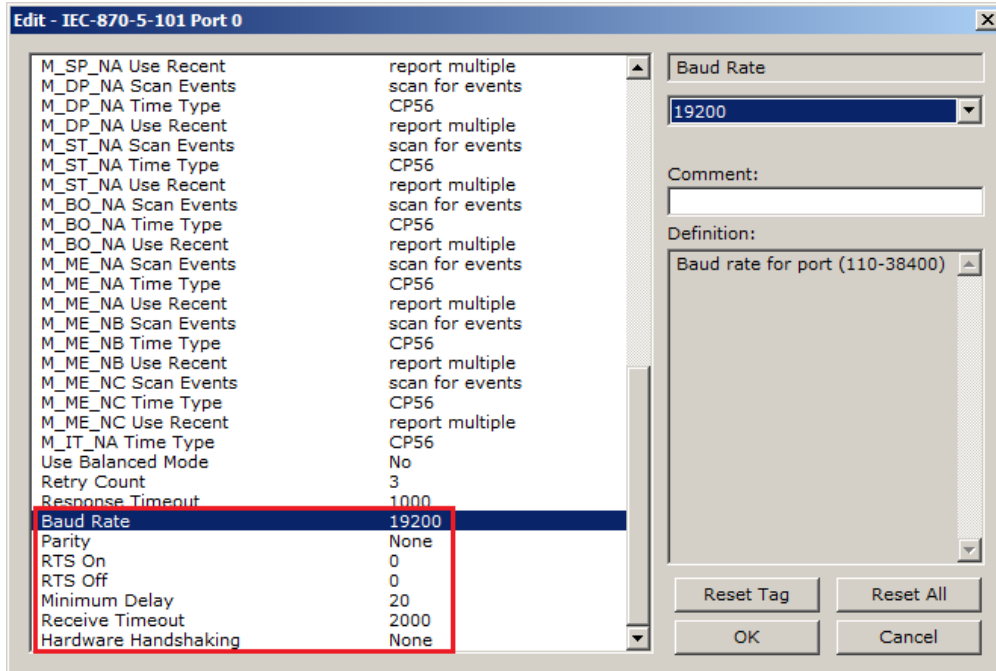 Edit - IEC-870-5-101 Port 0
M_SP_NA Use Recent report multiple
M_DP_NA Scan Events scan for events
M_DP_NA Time Type CP56
M_DP_NA Use Recent report multiple
M_ST_NA Scan Events scan for events
M_ST_NA Time Type CP56
M_ST_NA Use Recent report multiple
M_BO_NA Scan Events scan for events
M_BO_NA Time Type CP56
M_BO_NA Use Recent report multiple
M_ME_NA Scan Events scan for events
M_ME_NA Time Type CP56
M_ME_NA Use Recent report multiple
M_ME_NB Scan Events scan for events
M_ME_NB Time Type CP56
M_ME_NB Use Recent report multiple
M_ME_NC Scan Events scan for events
M_ME_NC Time Type CP56
M_ME_NC Use Recent report multiple
M_IT_NA Time Type CP56
Use Balanced Mode No
Retry Count 3
Response Timeout 1000
Baud Rate 19200
Parity None
RTS On 0
RTS Off 0
Minimum Delay 20
Receive Timeout 2000
Hardware Handshaking None
Baud Rate
19200
Comment:
Definition:
Baud rate for port (110-38400)
Reset Tag Reset All
OK Cancel